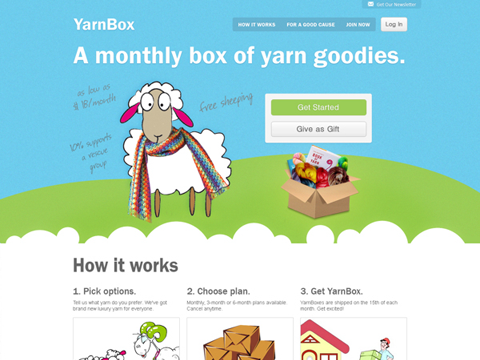 Get Our Newsletter
YarnBox
HOW IT WORKS
FOR A GOOD CAUSE
JOIN NOW
Log In
A monthly box of yarn goodies.
as low as
$18/month
free sheeping
10% supports
a rescue
group
Get Started
Give as Gift
How it works
1. Pick options.
Tell us what yarn do you prefer. We've got
brand new luxury yarn for everyone.
2. Choose plan.
Monthly, 3-month or 6-month plans available.
Cancel anytime.
3. Get YarnBox.
YarnBoxes are shipped on the 15th of each
month. Get excited!